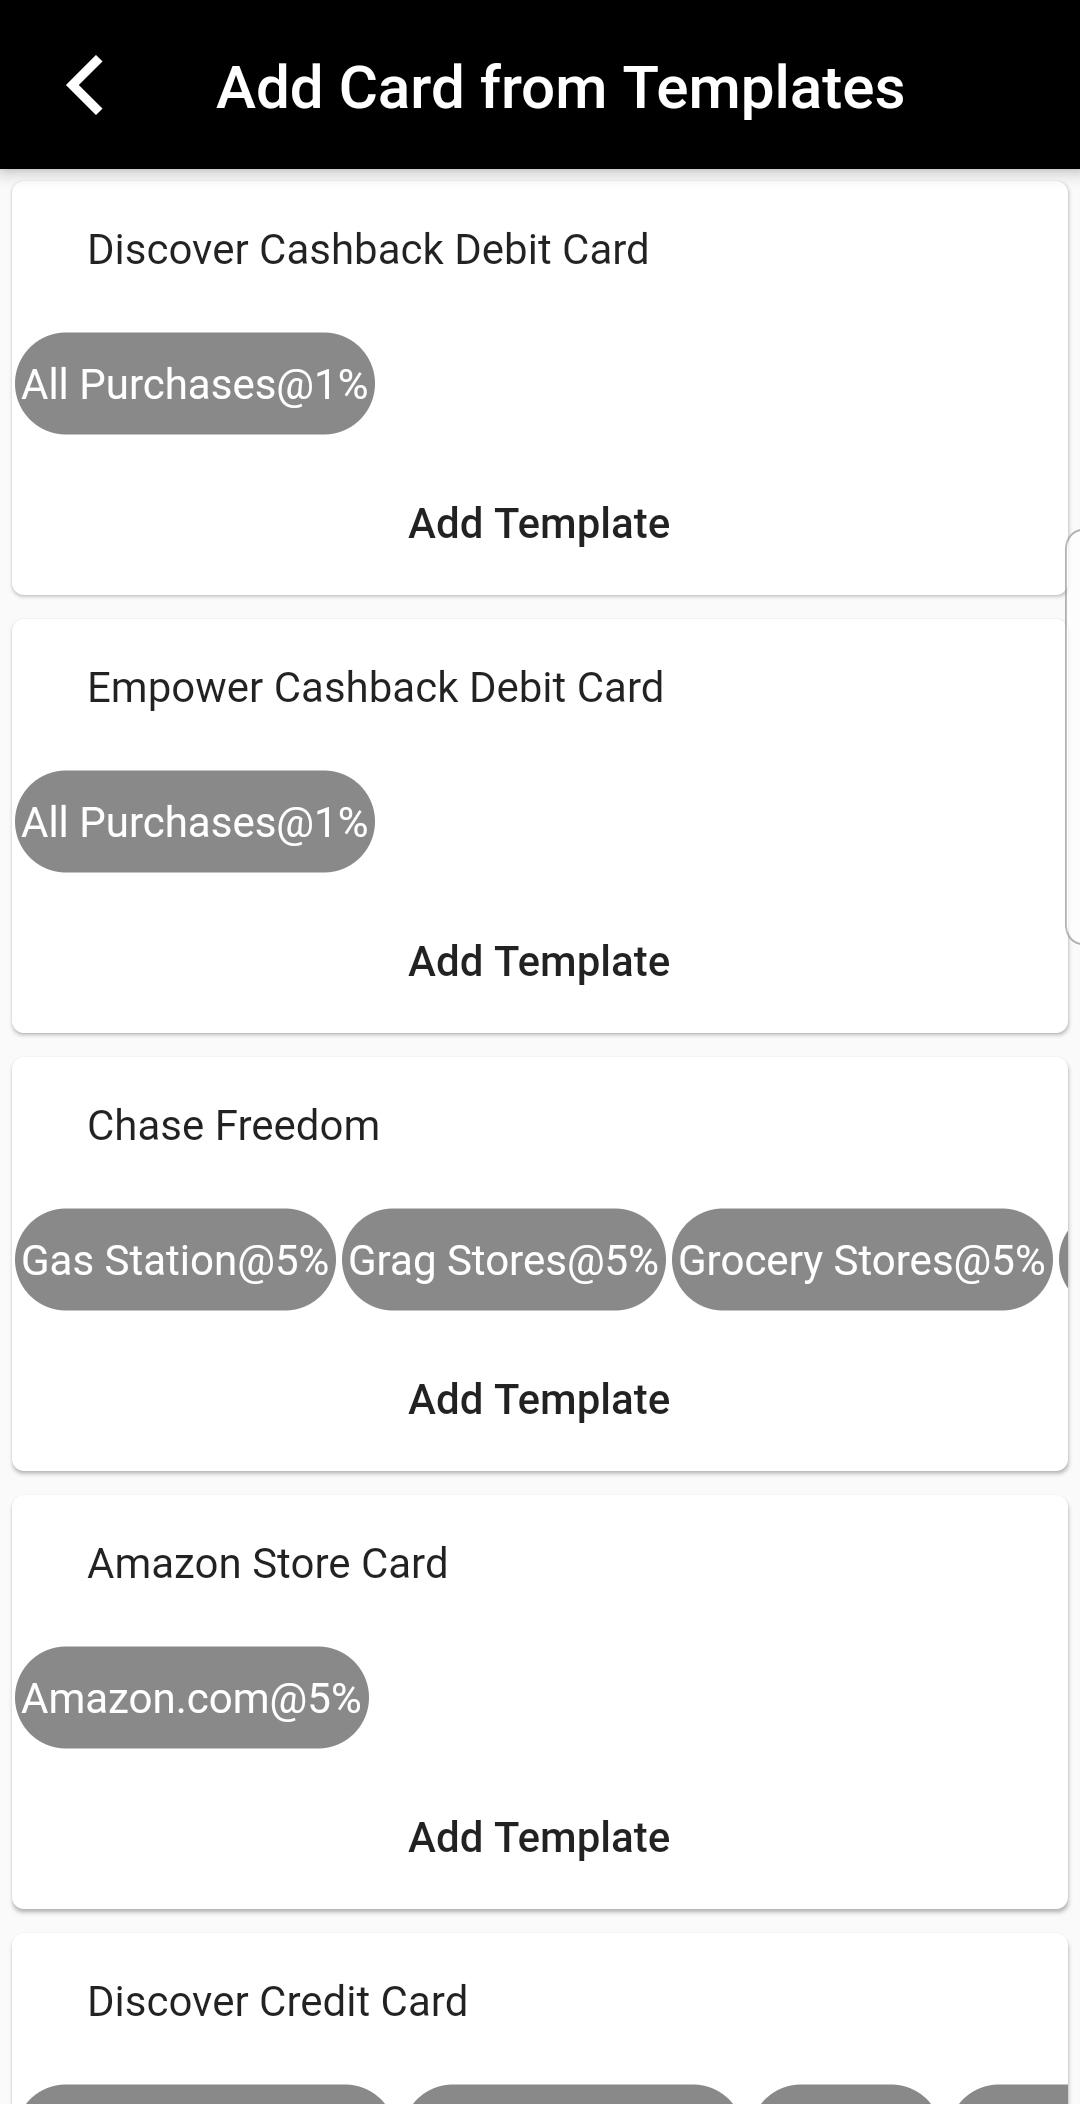 Add Card from Templates
Discover Cashback Debit Card
All Purchases@1%
Add Template
Empower Cashback Debit Card
All Purchases@1%
Add Template
Chase Freedom
Gas Station@5% Grag Stores@5% Grocery Stores@5%
Add Template
Amazon Store Card
Amazon.com@5%
Add Template
Discover Credit Card